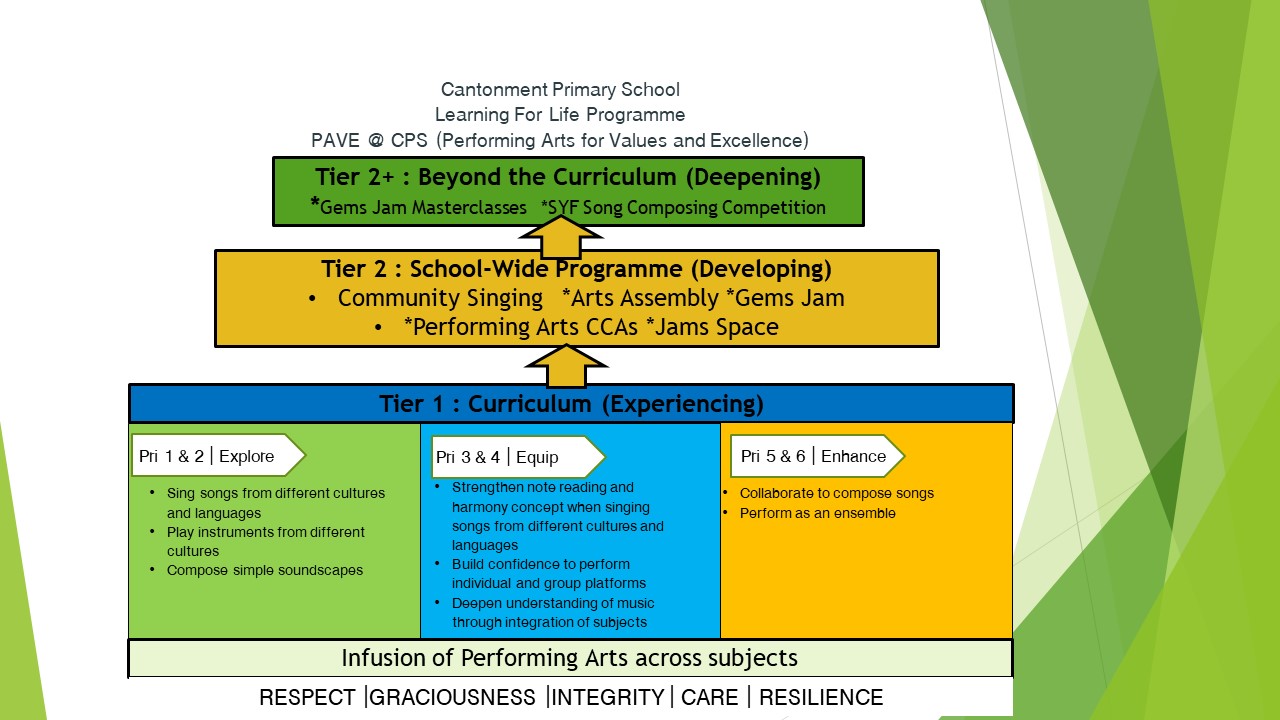 Cantonment Primary School
Learning For Life Programme
PAVE @ CPS (Performing Arts for Values and Excellence)
Tier 2+ : Beyond the Curriculum (Deepening)
*Gems Jam Masterclasses *SYF Song Composing Competition
Tier 2 : School-Wide Programme (Developing)
• Community Singing *Arts Assembly *Gems Jam
• *Performing Arts CCAs *Jams Space
Tier 1 : Curriculum (Experiencing)
Pri 1 & 2 | Explore
• Sing songs from different cultures
and languages
• Play instruments from different
cultures
• Compose simple soundscapes
Pri 3 & 4 | Equip
• Strengthen note reading and
harmony concept when singing
songs from different cultures and
languages
• Build confidence to perform
individual and group platforms
• Deepen understanding of music
through integration of subjects
Pri 5 & 6 | Enhance
• Collaborate to compose songs
• Perform as an ensemble
Infusion of Performing Arts across subjects
RESPECT |GRACIOUSNESS |INTEGRITY | CARE | RESILIENCE